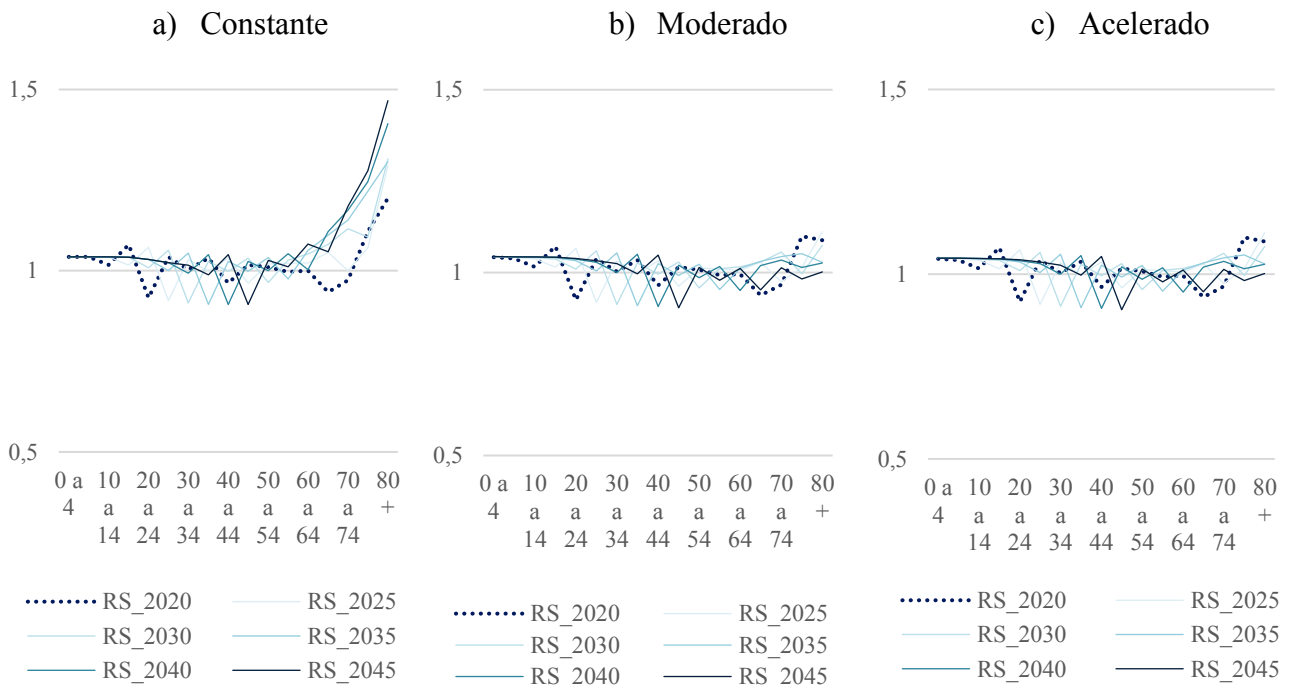 a) Constante
1,5
1
0,5
0 a 10 20 30 40 50 60 70 80
4 a a a a a a a +
14 24 34 44 54 64 74
RS_2020 RS_2025
RS_2030 RS_2035
RS_2040 RS_2045
b) Moderado
1,5
1
0,5
0 a 10 20 30 40 50 60 70 80
4 a a a a a a a +
14 24 34 44 54 64 74
RS_2020 RS_2025
RS_2030 RS_2035
RS_2040 RS_2045
c) Acelerado
1,5
1
0,5
0 a 10 20 30 40 50 60 70 80
4 a a a a a a a +
14 24 34 44 54 64 74
RS_2020 RS_2025
RS_2030 RS_2035
RS_2040 RS_2045